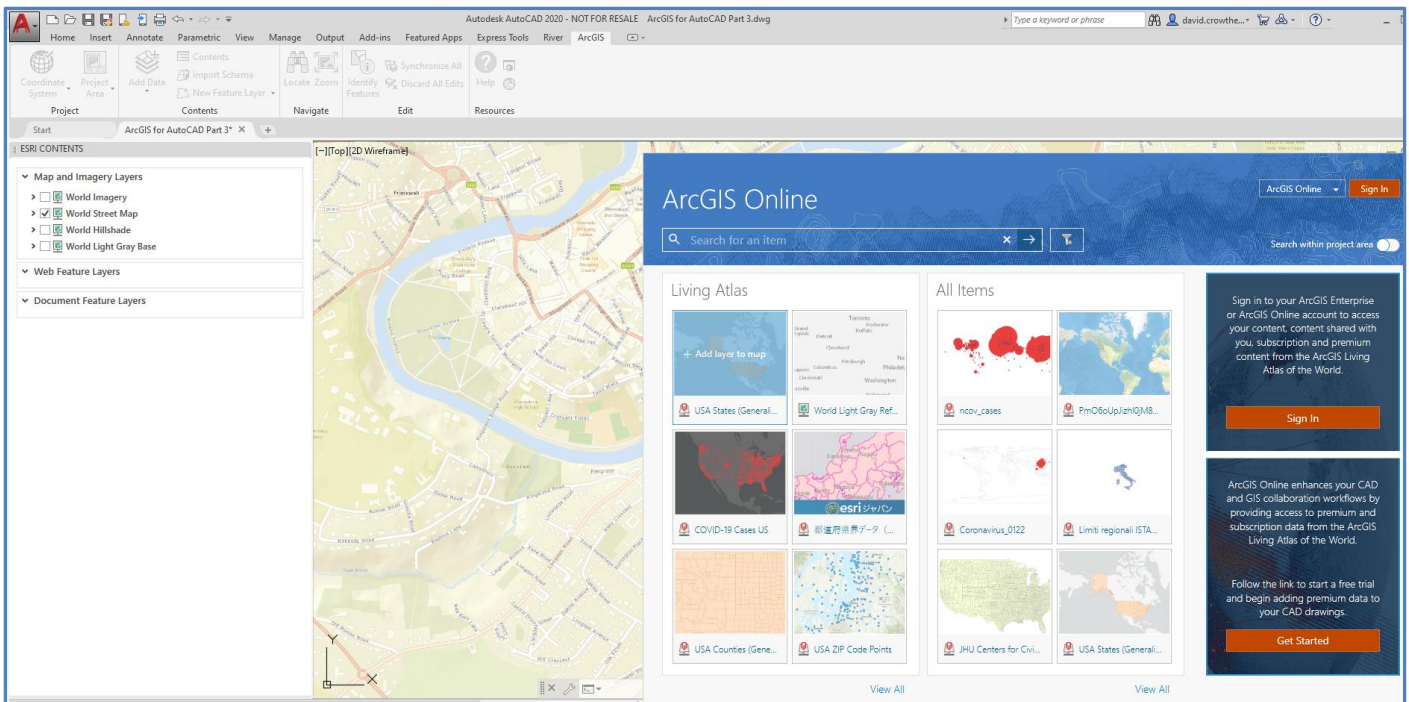 Autodesk AutoCAD 2020 - NOT FOR RESALE ArcGIS for AutoCAD Part 3.dwg
Type a keyword or phrase
david.crowthe...
Home Insert Annotate Parametric View Manage Output Add-ins Featured Apps Express Tools River ArcGIS
Coordinate System
Project Area
Add Data
Contents
Import Schema
New Feature Layer
Locate Zoom
Identify Features
Synchronize All
Discard All Edits
Help
Project Contents Navigate Edit Resources
Start
ArcGIS for AutoCAD Part 3*
ESRI CONTENTS
Map and Imagery Layers
World Imagery
World Street Map
World Hillshade
World Light Gray Base
Web Feature Layers
Document Feature Layers
[-][Top][2D Wireframe]
Frankwell
Y
X
ArcGIS Online
ArcGIS Online
Sign In
Search for an item
Search within project area
Living Atlas
+ Add layer to map
Toronto
Buffalo
Detroit
Cleveland
Pittsburgh
Columbus
Cincinnati
Washington
USA States (Generali...
World Light Gray Ref...
esriジャパン
COVID-19 Cases US
都道府県界データ (...
USA Counties (Gene...
USA ZIP Code Points
View All
All Items
ncov_cases
Coronavirus_0122
Limiti regionali ISTA...
JHU Centers for Civi...
USA States (Generali...
View All
Sign in to your ArcGIS Enterprise
or ArcGIS Online account to access
your content, content shared with
you, subscription and premium
content from the ArcGIS Living
Atlas of the World.
Sign In
ArcGIS Online enhances your CAD
and GIS collaboration workflows by
providing access to premium and
subscription data from the ArcGIS
Living Atlas of the World.
Follow the link to start a free trial
and begin adding premium data to
your CAD drawings.
Get Started